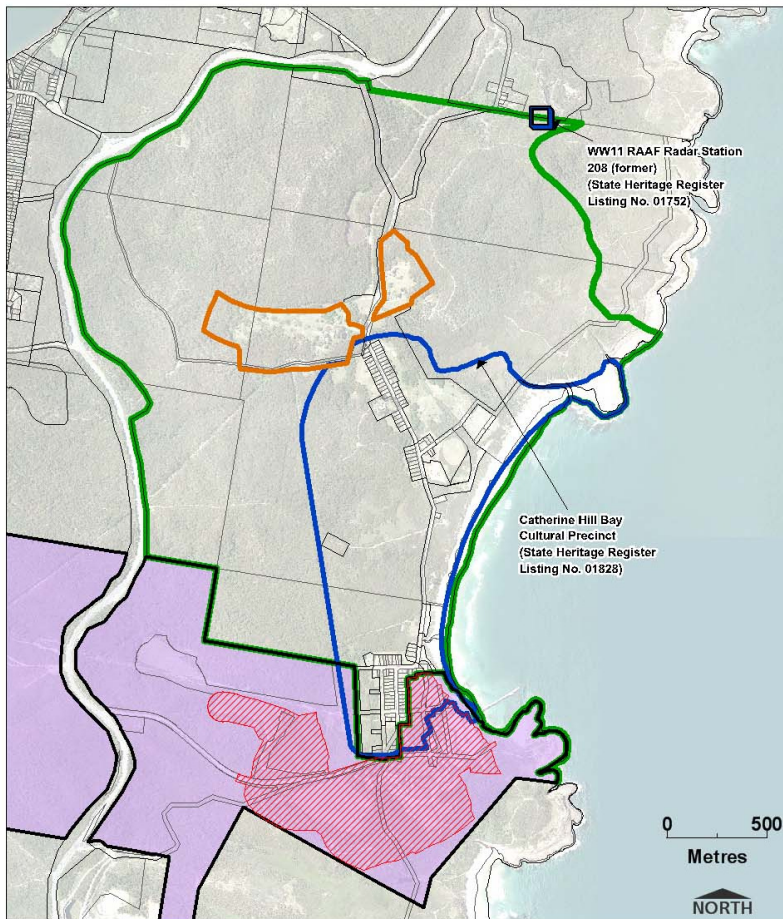 WW11 RAAF Radar Station
208 (former)
(State Heritage Register
Listing No. 01752)
Catherine Hill Bay
Cultural Precinct
(State Heritage Register
Listing No. 01828)
0 500
Metres
NORTH